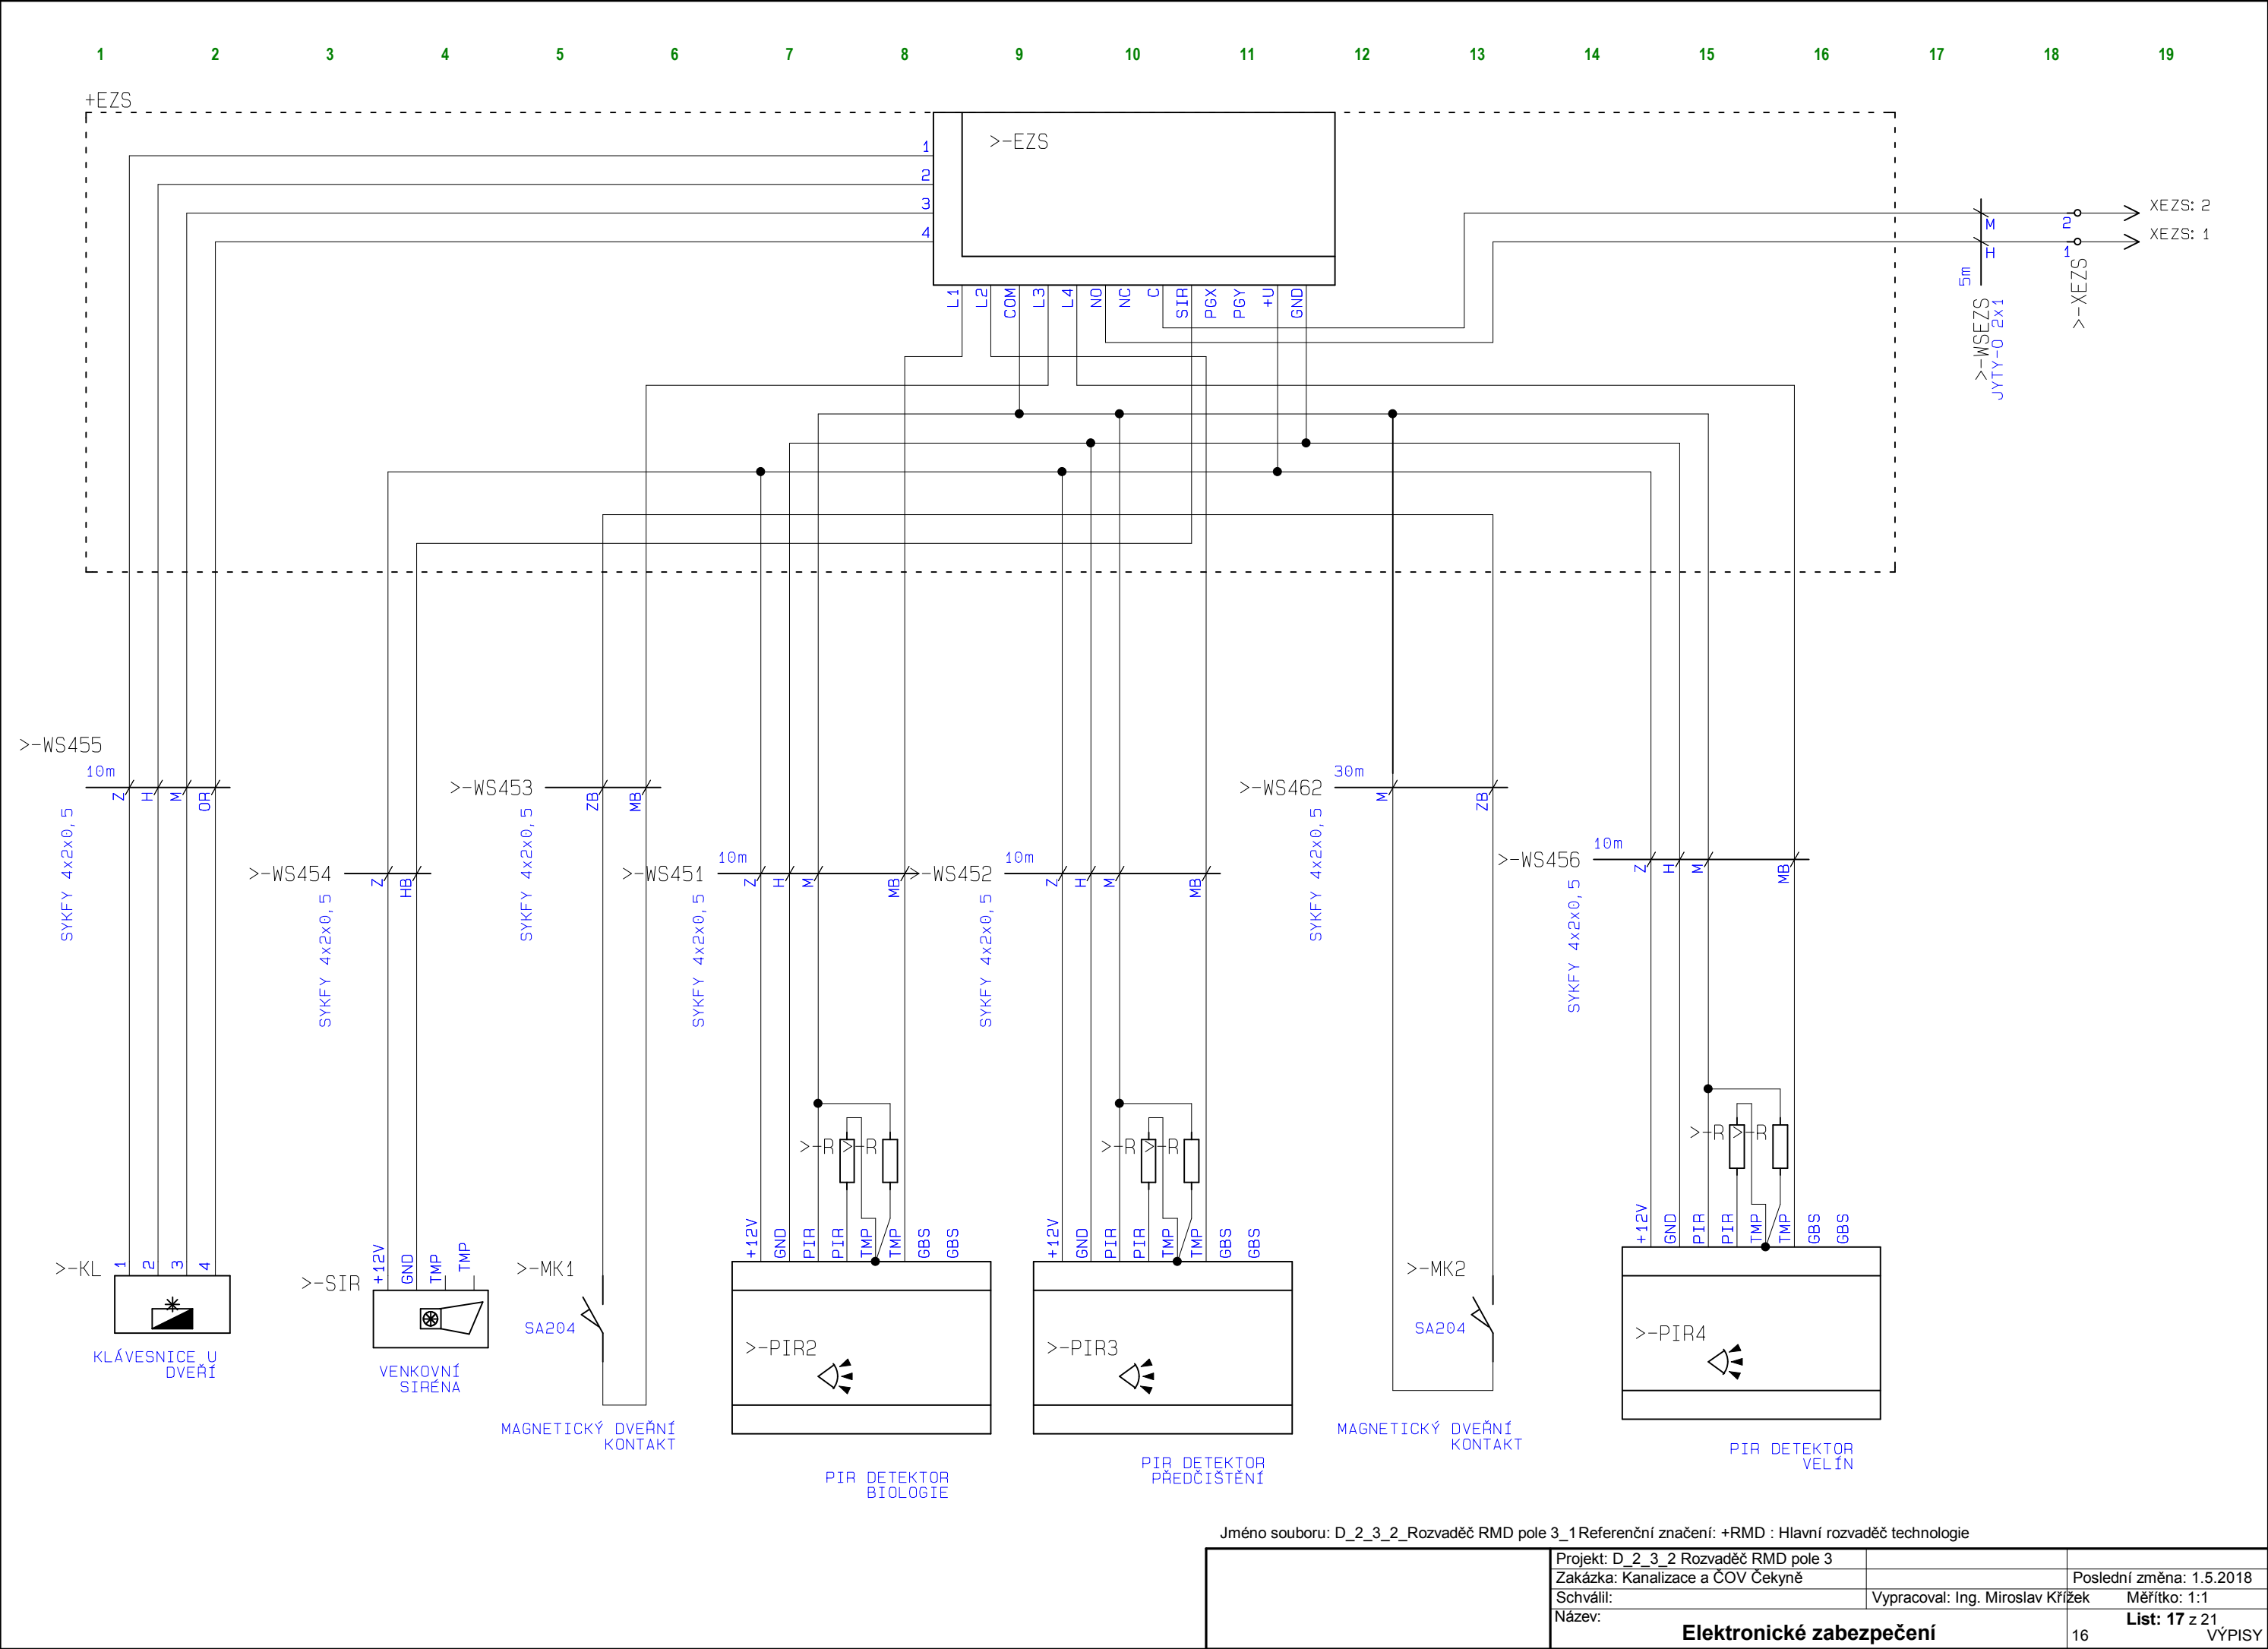 1 2 3 4 5 6 7 8 9 10 11 12 13 14 15 16 17 18 19
+EZS
>-EZS
1
2
3
4
L1 L2 COM L3 L4 NO NC C SIR PGX PGY +U GND
XEZS: 2
XEZS: 1
M
H
2
1
5m
>-WSEZS
JYTY-O 2x1
>-XEZS
>-WS455
10m
Z H M OR
SYKFY 4x2x0,5
>-WS454
Z HB
SYKFY 4x2x0,5
>-WS453
ZB MB
SYKFY 4x2x0,5
>-WS451
10m
Z H M MB
SYKFY 4x2x0,5
>-WS452
10m
Z H M MB
SYKFY 4x2x0,5
>-WS462
30m
M ZB
SYKFY 4x2x0,5
>-WS456
10m
Z H M MB
SYKFY 4x2x0,5
>-R >-R
>-R >-R
>-R >-R
>-KL
1 2 3 4
KLÁVESNICE U
DVEŘÍ
>-SIR
+12V GND TMP TMP
VENKOVNÍ
SIRÉNA
>-MK1
SA204
MAGNETICKÝ DVEŘNÍ
KONTAKT
+12V GND PIR PIR TMP TMP GBS GBS
>-PIR2
PIR DETEKTOR
BIOLOGIE
+12V GND PIR PIR TMP TMP GBS GBS
>-PIR3
PIR DETEKTOR
PŘEDČIŠTĚNÍ
>-MK2
SA204
MAGNETICKÝ DVEŘNÍ
KONTAKT
+12V GND PIR PIR TMP TMP GBS GBS
>-PIR4
PIR DETEKTOR
VELÍN
Jméno souboru: D_2_3_2_Rozvaděč RMD pole 3_1 Referenční značení: +RMD : Hlavní rozvaděč technologie
Projekt: D_2_3_2 Rozvaděč RMD pole 3
Zakázka: Kanalizace a ČOV Čekyně Poslední změna: 1.5.2018
Schválil: Vypracoval: Ing. Miroslav Křížek Měřítko: 1:1
Název: Elektronické zabezpečení
List: 17 z 21
16 VÝPISY